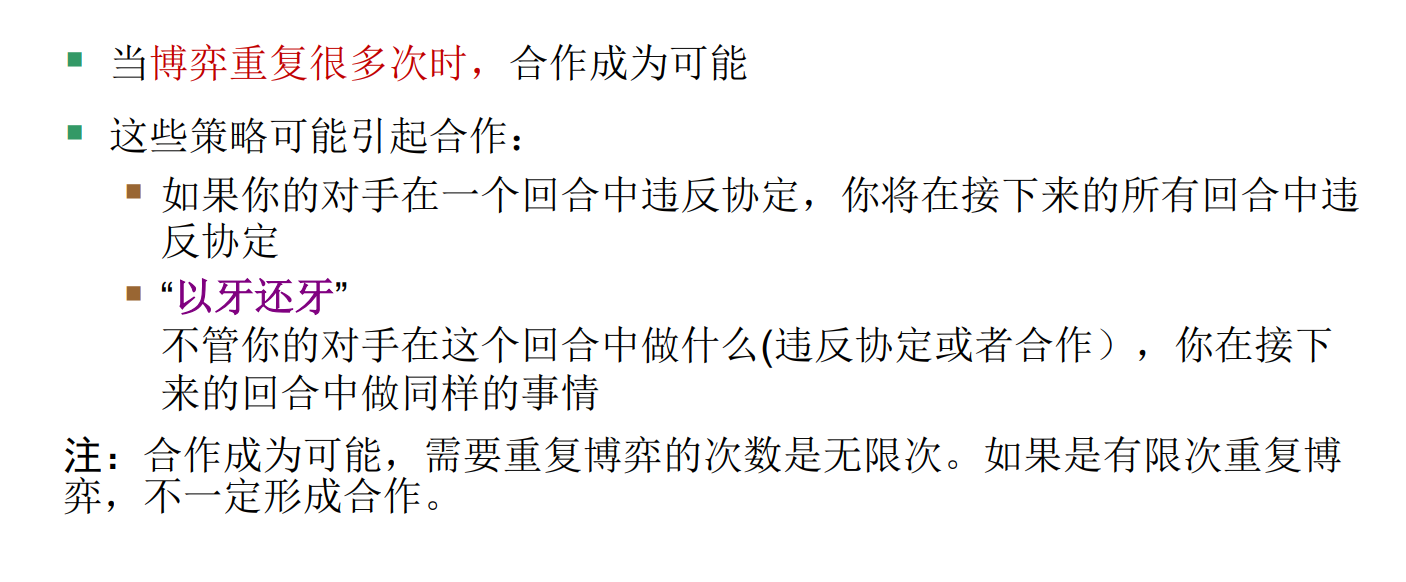 当博弈重复很多次时，合作成为可能
这些策略可能引起合作：
如果你的对手在一个回合中违反协定，你将在接下来的所有回合中违
反协定
“以牙还牙”
不管你的对手在这个回合中做什么(违反协定或者合作），你在接下
来的回合中做同样的事情
注：合作成为可能，需要重复博弈的次数是无限次。如果是有限次重复博
弈，不一定形成合作。